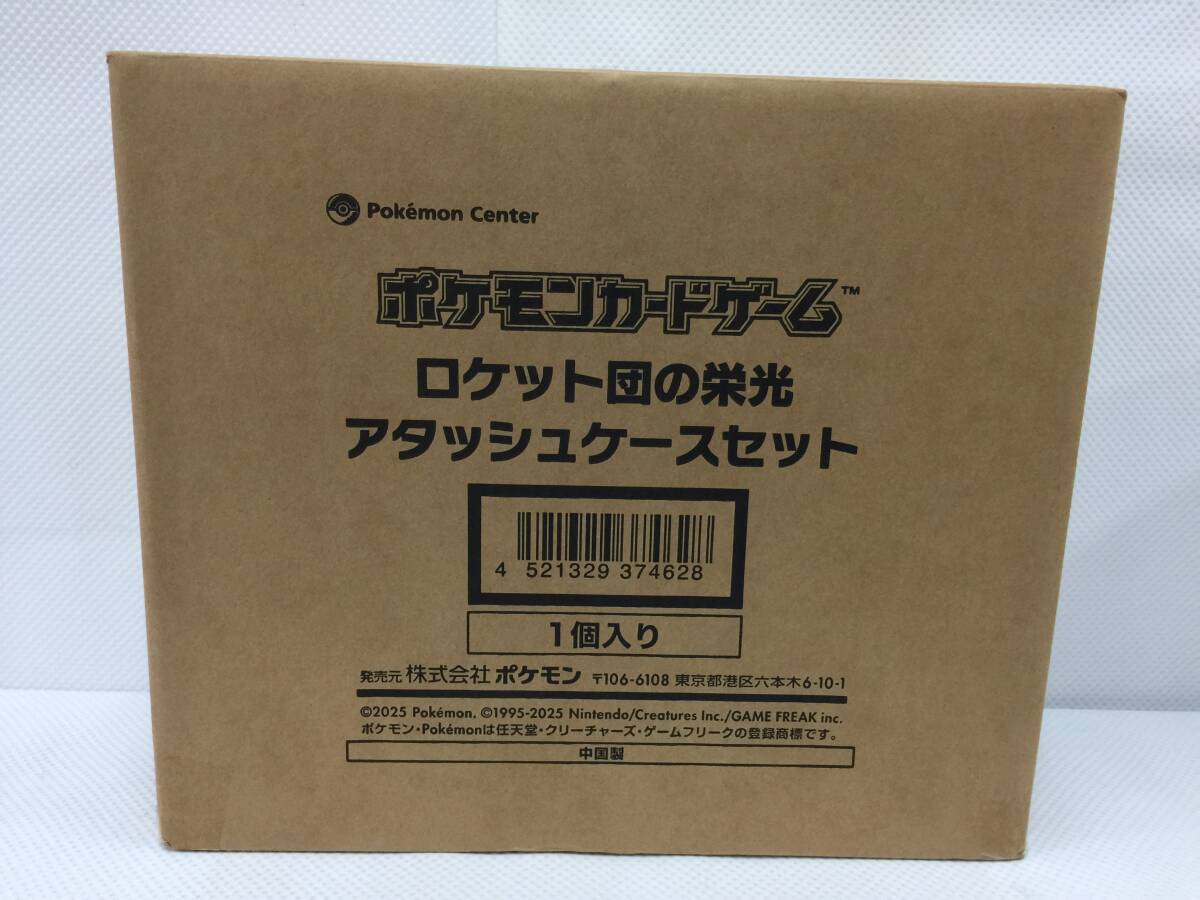 Pokémon Center
ポケモンカードゲーム™
ロケット団の栄光
アタッシュケースセット
4 521329 374628
1個入り
発売元 株式会社 ポケモン 〒106-6108 東京都港区六本木6-10-1
©2025 Pokémon. ©1995-2025 Nintendo/Creatures Inc./GAME FREAK inc.
ポケモン・Pokémonは任天堂・クリーチャーズ・ゲームフリークの登録商標です。
中国製